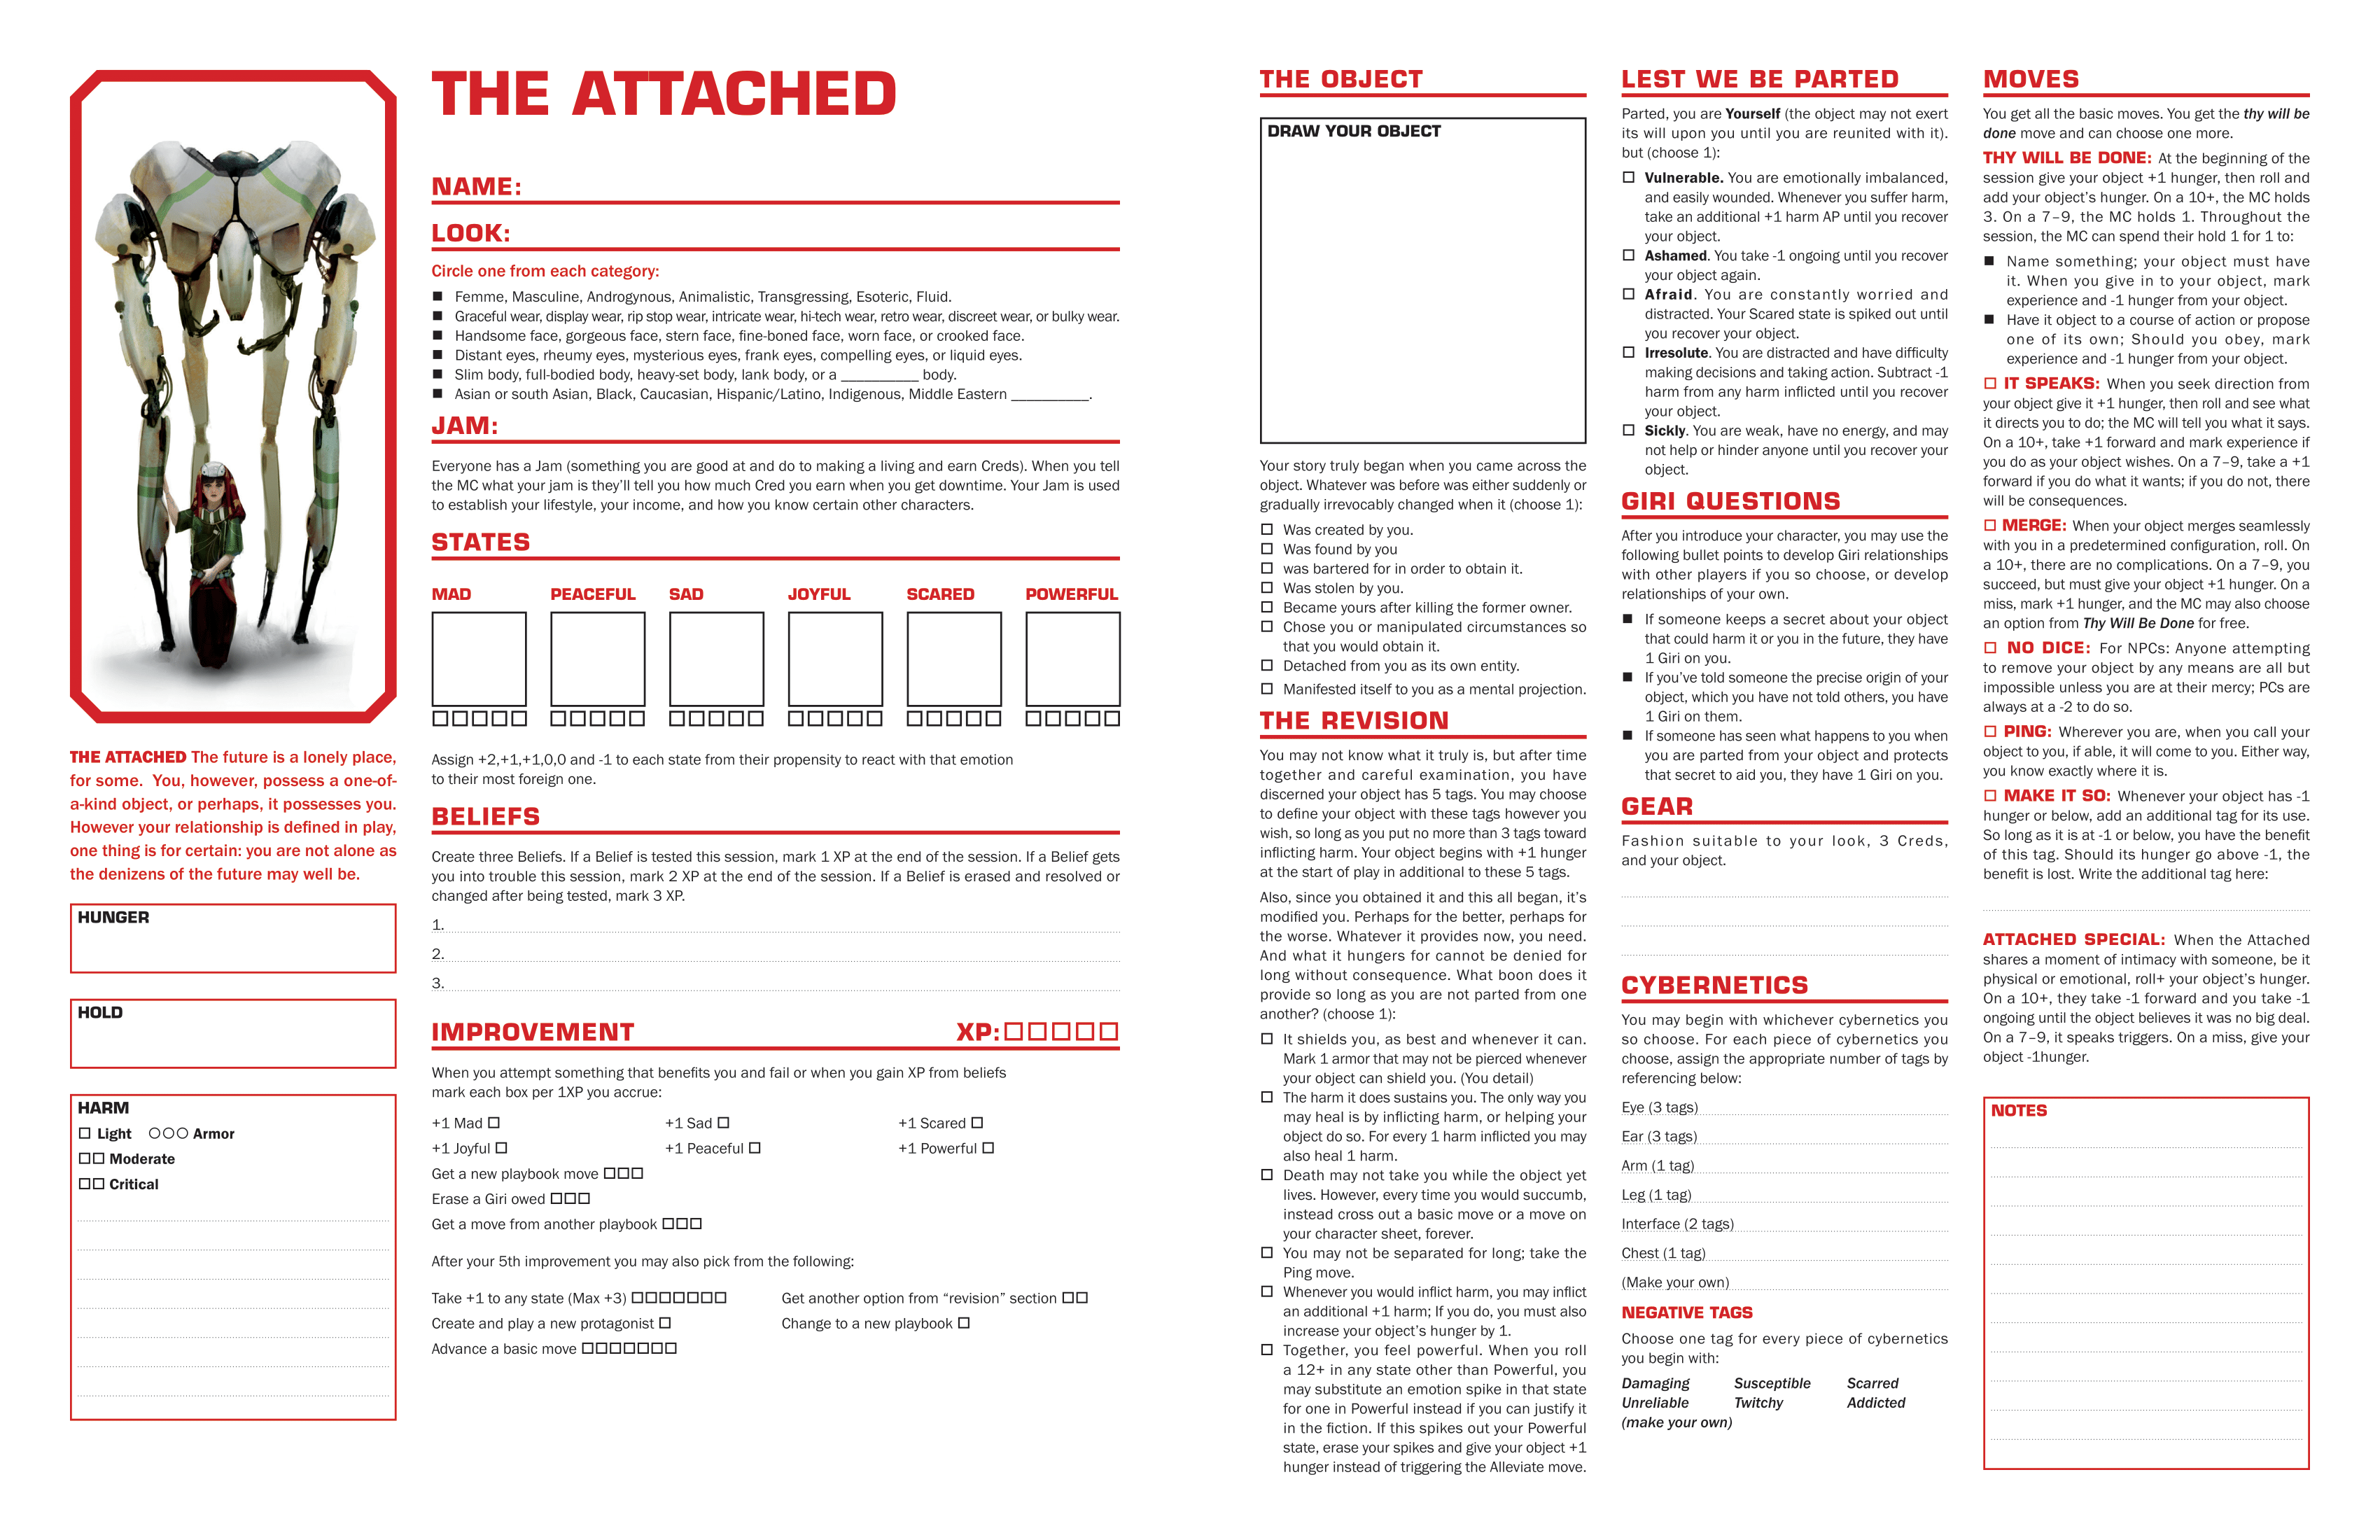 THE ATTACHED
NAME:
LOOK:
Circle one from each category:
■ Femme, Masculine, Androgynous, Animalistic, Transgressing, Esoteric, Fluid.
■ Graceful wear, display wear, rip stop wear, intricate wear, hi-tech wear, retro wear, discreet wear, or bulky wear.
■ Handsome face, gorgeous face, stern face, fine-boned face, worn face, or crooked face.
■ Distant eyes, rheumy eyes, mysterious eyes, frank eyes, compelling eyes, or liquid eyes.
■ Slim body, full-bodied body, heavy-set body, lank body, or a __________ body.
■ Asian or south Asian, Black, Caucasian, Hispanic/Latino, Indigenous, Middle Eastern __________.
JAM:
Everyone has a Jam (something you are good at and do to making a living and earn Creds). When you tell
the MC what your jam is they'll tell you how much Cred you earn when you get downtime. Your Jam is used
to establish your lifestyle, your income, and how you know certain other characters.
STATES
MAD PEACEFUL SAD JOYFUL SCARED POWERFUL
Assign +2,+1,+1,0,0 and -1 to each state from their propensity to react with that emotion
to their most foreign one.
BELIEFS
Create three Beliefs. If a Belief is tested this session, mark 1 XP at the end of the session. If a Belief gets
you into trouble this session, mark 2 XP at the end of the session. If a Belief is erased and resolved or
changed after being tested, mark 3 XP.
1.
2.
3.
IMPROVEMENT XP: □□□□□
When you attempt something that benefits you and fail or when you gain XP from beliefs
mark each box per 1XP you accrue:
+1 Mad □ +1 Sad □ +1 Scared □
+1 Joyful □ +1 Peaceful □ +1 Powerful □
Get a new playbook move □□□
Erase a Giri owed □□□
Get a move from another playbook □□□
After your 5th improvement you may also pick from the following:
Take +1 to any state (Max +3) □□□□□□□ Get another option from “revision” section □□
Create and play a new protagonist □ Change to a new playbook □
Advance a basic move □□□□□□□
THE ATTACHED The future is a lonely place,
for some. You, however, possess a one-of-
a-kind object, or perhaps, it possesses you.
However your relationship is defined in play,
one thing is for certain: you are not alone as
the denizens of the future may well be.
HUNGER
HOLD
HARM
□ Light ○○○ Armor
□□ Moderate
□□ Critical
THE OBJECT
DRAW YOUR OBJECT
Your story truly began when you came across the
object. Whatever was before was either suddenly or
gradually irrevocably changed when it (choose 1):
□ Was created by you.
□ Was found by you
□ was bartered for in order to obtain it.
□ Was stolen by you.
□ Became yours after killing the former owner.
□ Chose you or manipulated circumstances so
that you would obtain it.
□ Detached from you as its own entity.
□ Manifested itself to you as a mental projection.
THE REVISION
You may not know what it truly is, but after time
together and careful examination, you have
discerned your object has 5 tags. You may choose
to define your object with these tags however you
wish, so long as you put no more than 3 tags toward
inflicting harm. Your object begins with +1 hunger
at the start of play in additional to these 5 tags.
Also, since you obtained it and this all began, it's
modified you. Perhaps for the better, perhaps for
the worse. Whatever it provides now, you need.
And what it hungers for cannot be denied for
long without consequence. What boon does it
provide so long as you are not parted from one
another? (choose 1):
□ It shields you, as best and whenever it can.
Mark 1 armor that may not be pierced whenever
your object can shield you. (You detail)
□ The harm it does sustains you. The only way you
may heal is by inflicting harm, or helping your
object do so. For every 1 harm inflicted you may
also heal 1 harm.
□ Death may not take you while the object yet
lives. However, every time you would succumb,
instead cross out a basic move or a move on
your character sheet, forever.
□ You may not be separated for long; take the
Ping move.
□ Whenever you would inflict harm, you may inflict
an additional +1 harm; If you do, you must also
increase your object's hunger by 1.
□ Together, you feel powerful. When you roll
a 12+ in any state other than Powerful, you
may substitute an emotion spike in that state
for one in Powerful instead if you can justify it
in the fiction. If this spikes out your Powerful
state, erase your spikes and give your object +1
hunger instead of triggering the Alleviate move.
LEST WE BE PARTED
Parted, you are Yourself (the object may not exert
its will upon you until you are reunited with it).
but (choose 1):
□ Vulnerable. You are emotionally imbalanced,
and easily wounded. Whenever you suffer harm,
take an additional +1 harm AP until you recover
your object.
□ Ashamed. You take -1 ongoing until you recover
your object again.
□ Afraid. You are constantly worried and
distracted. Your Scared state is spiked out until
you recover your object.
□ Irresolute. You are distracted and have difficulty
making decisions and taking action. Subtract -1
harm from any harm inflicted until you recover
your object.
□ Sickly. You are weak, have no energy, and may
not help or hinder anyone until you recover your
object.
GIRI QUESTIONS
After you introduce your character, you may use the
following bullet points to develop Giri relationships
with other players if you so choose, or develop
relationships of your own.
■ If someone keeps a secret about your object
that could harm it or you in the future, they have
1 Giri on you.
■ If you've told someone the precise origin of your
object, which you have not told others, you have
1 Giri on them.
■ If someone has seen what happens to you when
you are parted from your object and protects
that secret to aid you, they have 1 Giri on you.
GEAR
Fashion suitable to your look, 3 Creds,
and your object.
CYBERNETICS
You may begin with whichever cybernetics you
so choose. For each piece of cybernetics you
choose, assign the appropriate number of tags by
referencing below:
Eye (3 tags)
Ear (3 tags)
Arm (1 tag)
Leg (1 tag)
Interface (2 tags)
Chest (1 tag)
(Make your own)
NEGATIVE TAGS
Choose one tag for every piece of cybernetics
you begin with:
Damaging Susceptible Scarred
Unreliable Twitchy Addicted
(make your own)
MOVES
You get all the basic moves. You get the thy will be
done move and can choose one more.
THY WILL BE DONE: At the beginning of the
session give your object +1 hunger, then roll and
add your object's hunger. On a 10+, the MC holds
3. On a 7–9, the MC holds 1. Throughout the
session, the MC can spend their hold 1 for 1 to:
■ Name something; your object must have
it. When you give in to your object, mark
experience and -1 hunger from your object.
■ Have it object to a course of action or propose
one of its own; Should you obey, mark
experience and -1 hunger from your object.
□ IT SPEAKS: When you seek direction from
your object give it +1 hunger, then roll and see what
it directs you to do; the MC will tell you what it says.
On a 10+, take +1 forward and mark experience if
you do as your object wishes. On a 7–9, take a +1
forward if you do what it wants; if you do not, there
will be consequences.
□ MERGE: When your object merges seamlessly
with you in a predetermined configuration, roll. On
a 10+, there are no complications. On a 7–9, you
succeed, but must give your object +1 hunger. On a
miss, mark +1 hunger, and the MC may also choose
an option from Thy Will Be Done for free.
□ NO DICE: For NPCs: Anyone attempting
to remove your object by any means are all but
impossible unless you are at their mercy; PCs are
always at a -2 to do so.
□ PING: Wherever you are, when you call your
object to you, if able, it will come to you. Either way,
you know exactly where it is.
□ MAKE IT SO: Whenever your object has -1
hunger or below, add an additional tag for its use.
So long as it is at -1 or below, you have the benefit
of this tag. Should its hunger go above -1, the
benefit is lost. Write the additional tag here:
ATTACHED SPECIAL: When the Attached
shares a moment of intimacy with someone, be it
physical or emotional, roll+ your object's hunger.
On a 10+, they take -1 forward and you take -1
ongoing until the object believes it was no big deal.
On a 7–9, it speaks triggers. On a miss, give your
object -1hunger.
NOTES